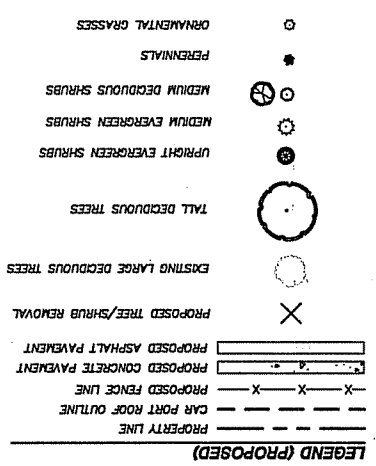 LEGEND (PROPOSED)
PROPERTY LINE
CAR PORT ROOF OUTLINE
PROPOSED FENCE LINE
PROPOSED CONCRETE PAVEMENT
PROPOSED ASPHALT PAVEMENT
PROPOSED TREE/SHRUB REMOVAL
EXISTING LARGE DECIDUOUS TREES
TALL DECIDUOUS TREES
UPRIGHT EVERGREEN SHRUBS
MEDIUM EVERGREEN SHRUBS
MEDIUM DECIDUOUS SHRUBS
PERENNIALS
ORNAMENTAL GRASSES